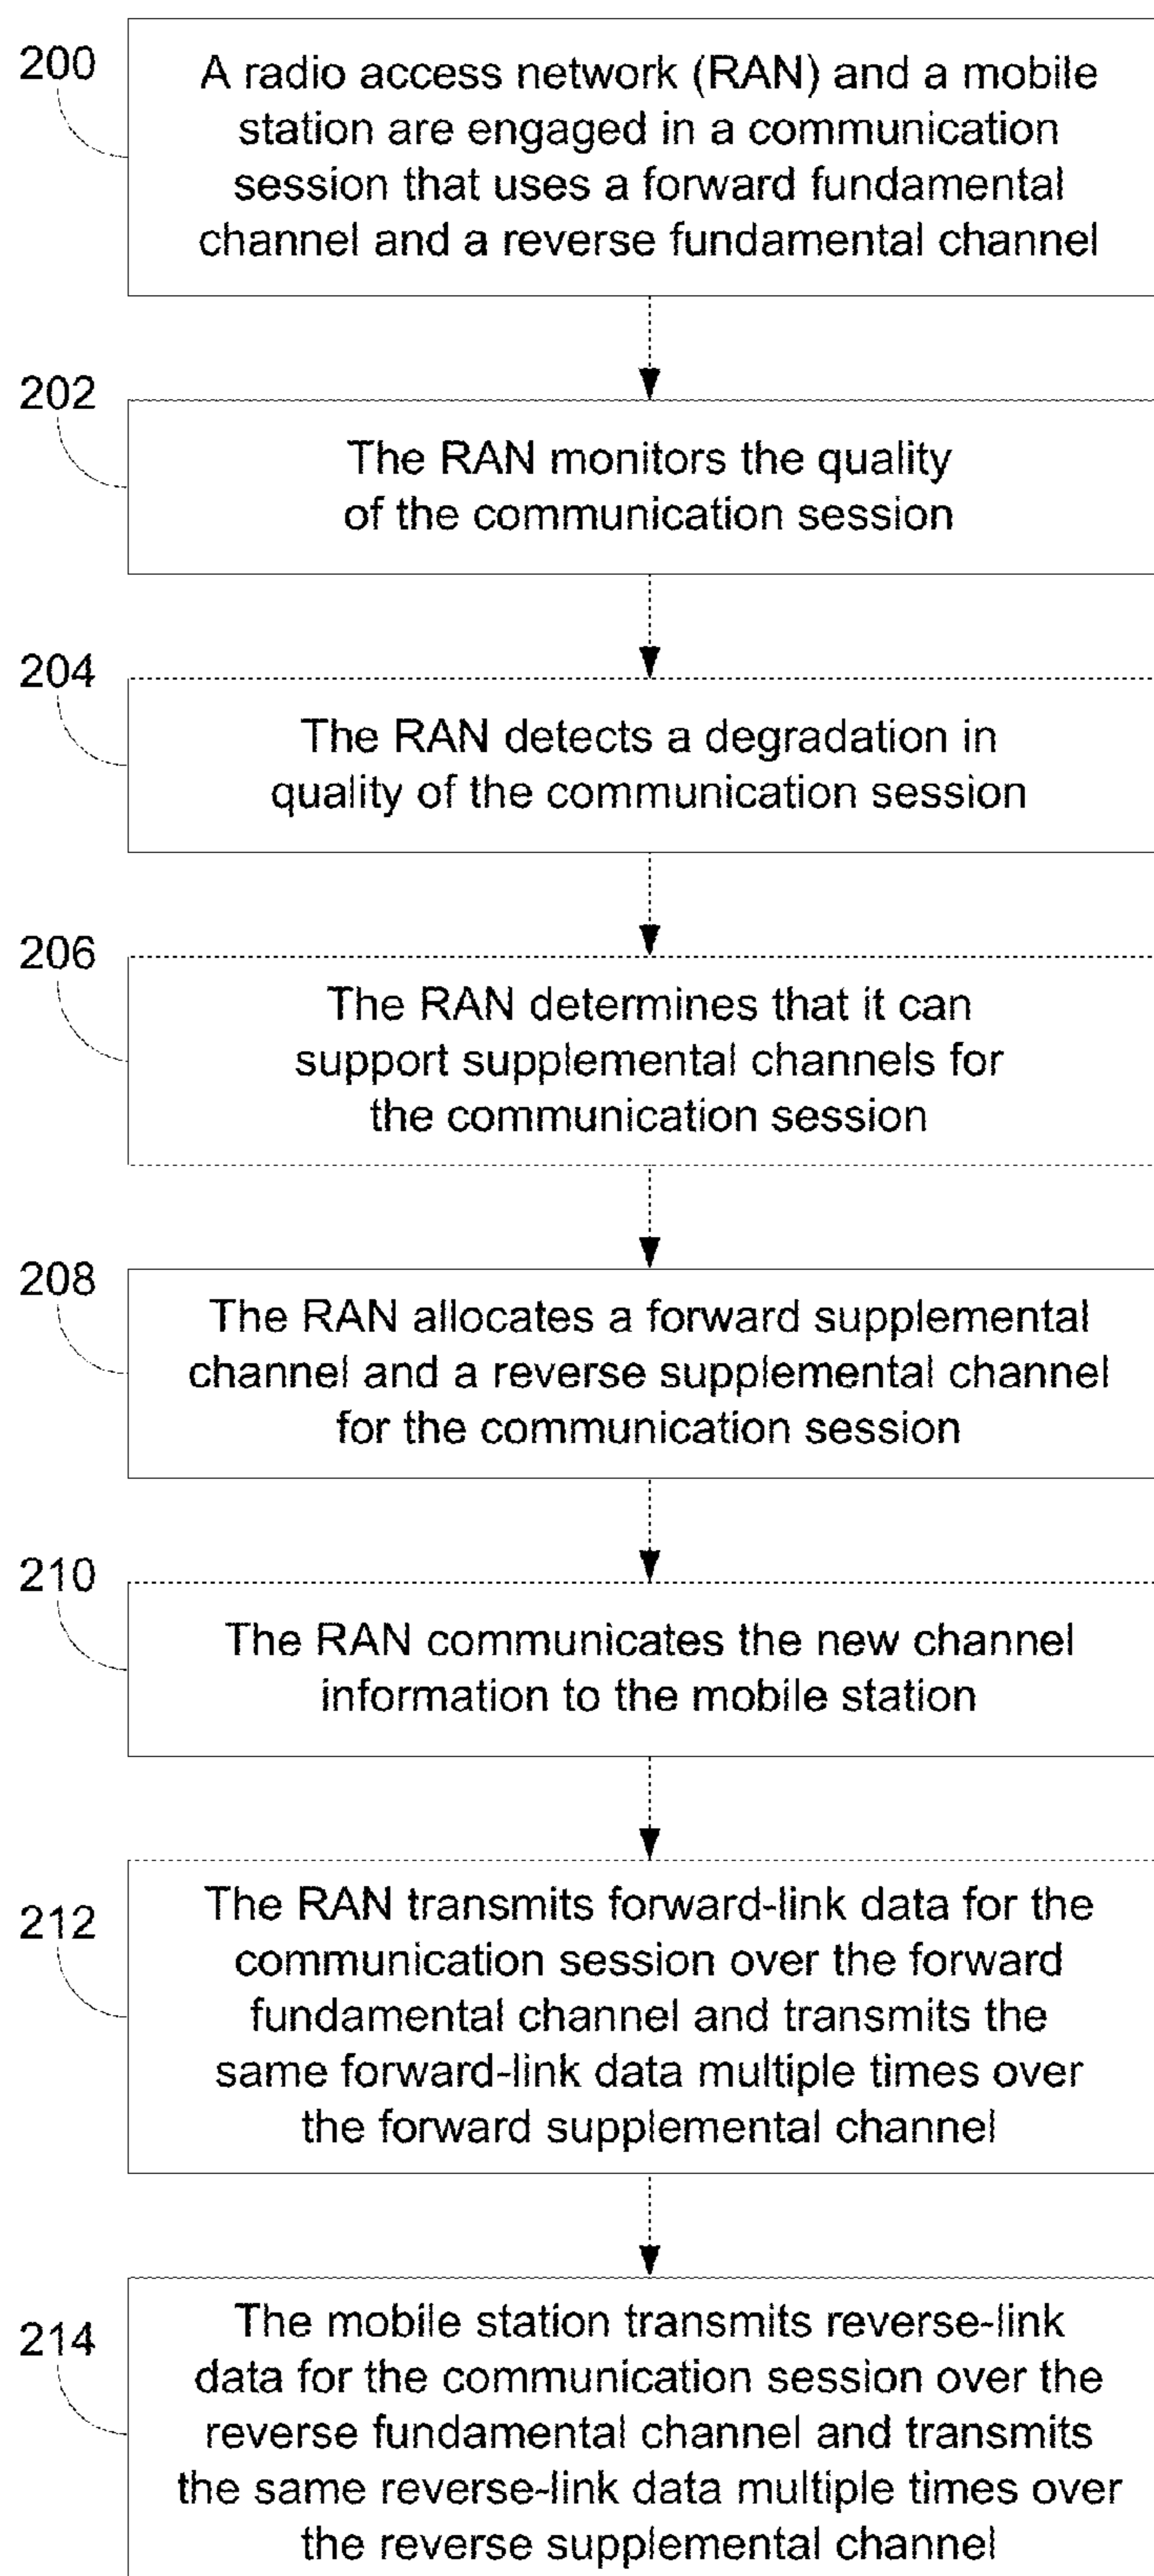 200
A radio access network (RAN) and a mobile
station are engaged in a communication
session that uses a forward fundamental
channel and a reverse fundamental channel
202
The RAN monitors the quality
of the communication session
204
The RAN detects a degradation in
quality of the communication session
206
The RAN determines that it can
support supplemental channels for
the communication session
208
The RAN allocates a forward supplemental
channel and a reverse supplemental channel
for the communication session
210
The RAN communicates the new channel
information to the mobile station
212
The RAN transmits forward-link data for the
communication session over the forward
fundamental channel and transmits the
same forward-link data multiple times over
the forward supplemental channel
214
The mobile station transmits reverse-link
data for the communication session over the
reverse fundamental channel and transmits
the same reverse-link data multiple times over
the reverse supplemental channel